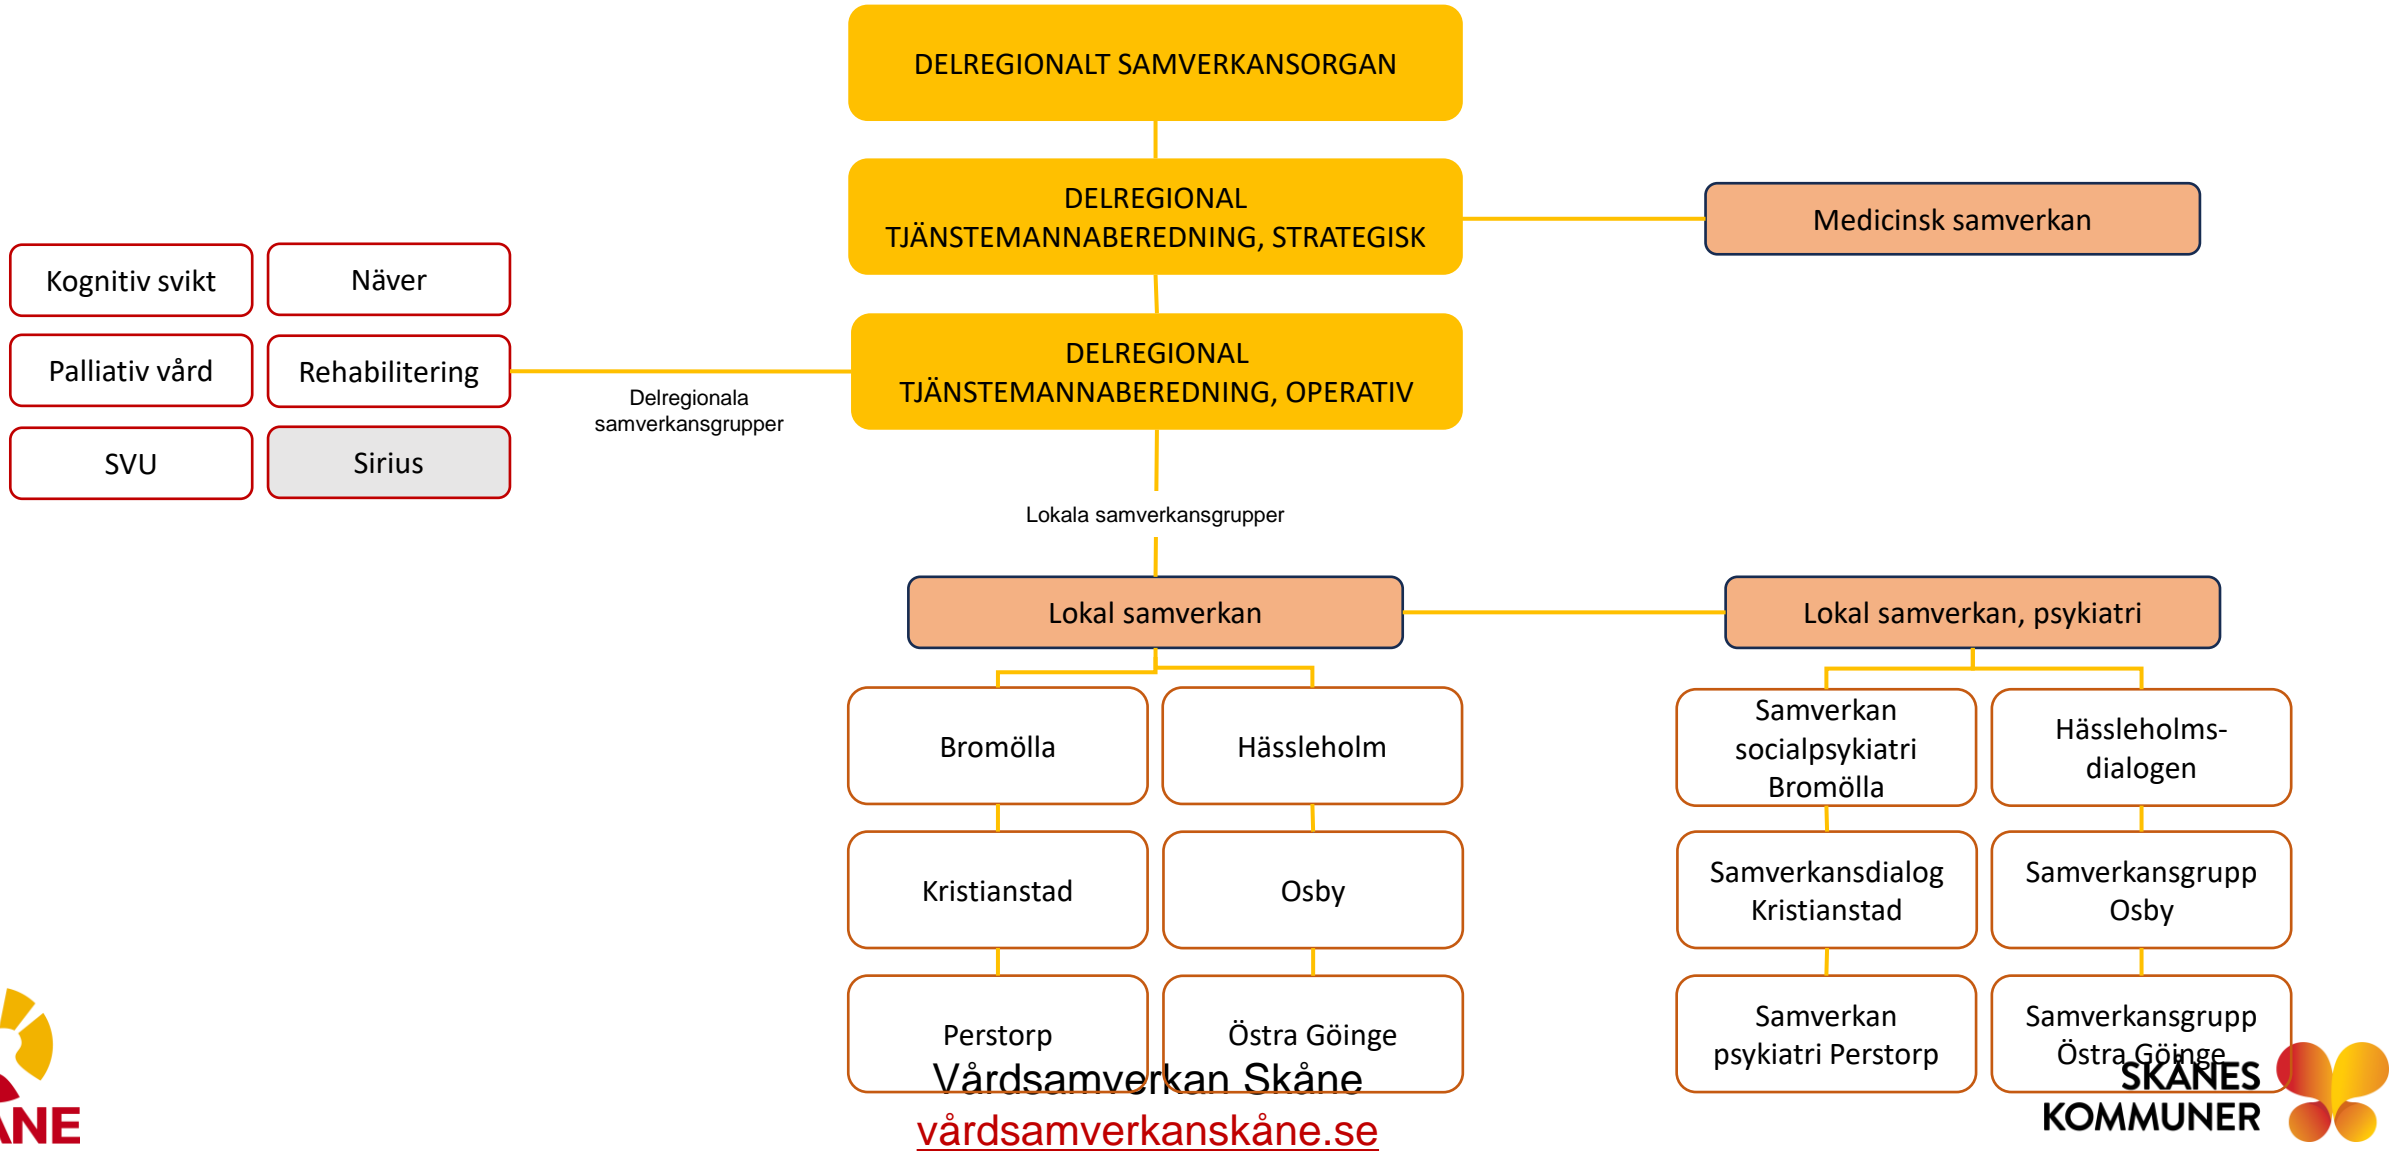 DELREGIONALT SAMVERKANSORGAN
DELREGIONAL
TJÄNSTEMANNABEREDNING, STRATEGISK
Medicinsk samverkan
Kognitiv svikt
Näver
Palliativ vård
Rehabilitering
SVU
Sirius
Delregionala
samverkansgrupper
DELREGIONAL
TJÄNSTEMANNABEREDNING, OPERATIV
Lokala samverkansgrupper
Lokal samverkan
Lokal samverkan, psykiatri
Bromölla
Hässleholm
Samverkan
socialpsykiatri
Bromölla
Hässleholms-
dialogen
Kristianstad
Osby
Samverkansdialog
Kristianstad
Samverkansgrupp
Osby
Perstorp
Östra Göinge
Samverkan
psykiatri Perstorp
Samverkansgrupp
Östra Göinge
Vårdsamverkan Skåne
vårdsamverkanskåne.se
SKÅNES
KOMMUNER